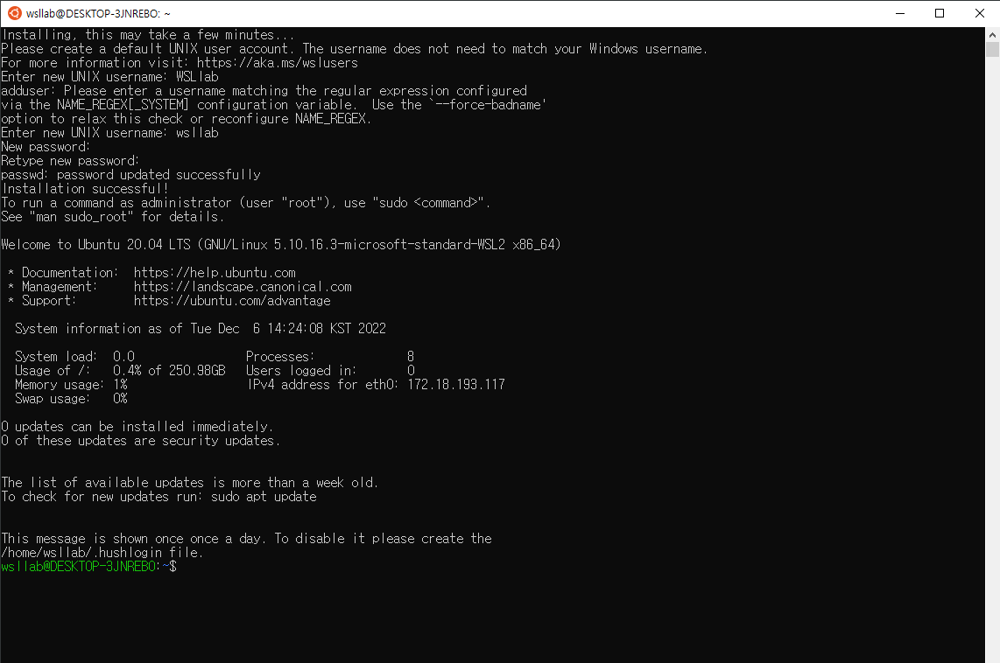 wsllab@DESKTOP-3JNREBO: ~
Installing, this may take a few minutes...
Please create a default UNIX user account. The username does not need to match your Windows username.
For more information visit: https://aka.ms/wslusers
Enter new UNIX username: WSLlab
adduser: Please enter a username matching the regular expression configured
via the NAME_REGEX[_SYSTEM] configuration variable.  Use the `--force-badname'
option to relax this check or reconfigure NAME_REGEX.
Enter new UNIX username: wsllab
New password:
Retype new password:
passwd: password updated successfully
Installation successful!
To run a command as administrator (user "root"), use "sudo <command>".
See "man sudo_root" for details.
Welcome to Ubuntu 20.04 LTS (GNU/Linux 5.10.16.3-microsoft-standard-WSL2 x86_64)
 * Documentation:  https://help.ubuntu.com
 * Management:     https://landscape.canonical.com
 * Support:        https://ubuntu.com/advantage
  System information as of Tue Dec  6 14:24:08 KST 2022
  System load:  0.0                Processes:             8
  Usage of /:   0.4% of 250.98GB   Users logged in:       0
  Memory usage: 1%                 IPv4 address for eth0: 172.18.193.117
  Swap usage:   0%
0 updates can be installed immediately.
0 of these updates are security updates.
The list of available updates is more than a week old.
To check for new updates run: sudo apt update
This message is shown once once a day. To disable it please create the
/home/wsllab/.hushlogin file.
wsllab@DESKTOP-3JNREBO:~$